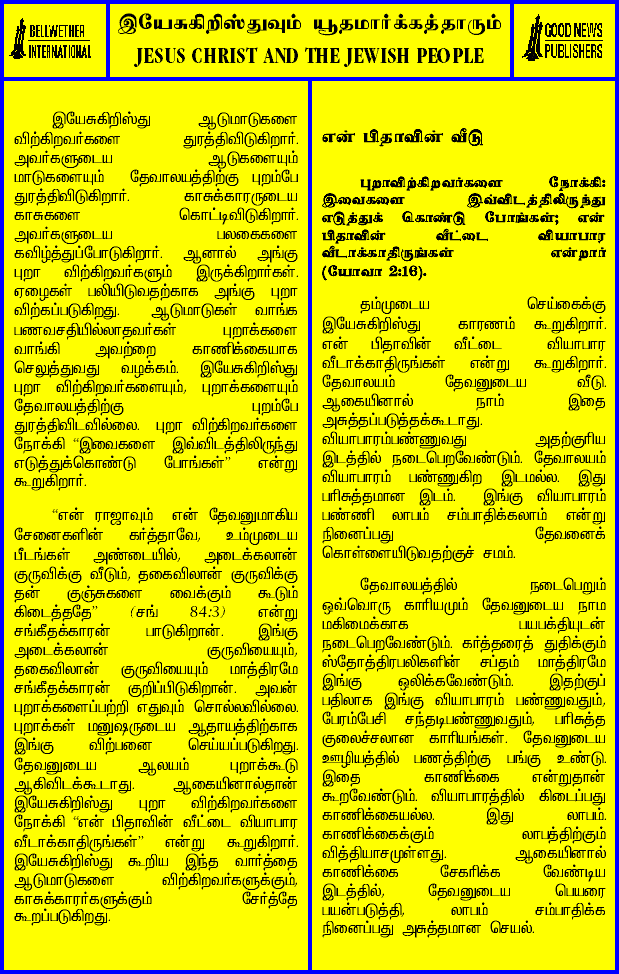 BELLWETHER
INTERNATIONAL
இயேசுகிறிஸ்துவும் யூதமார்க்கத்தாரும்
JESUS CHRIST AND THE JEWISH PEOPLE
GOOD NEWS
PUBLISHERS
இயேசுகிறிஸ்து ஆடுமாடுகளை
விற்கிறவர்களை துரத்திவிடுகிறார்.
அவர்களுடைய ஆடுகளையும்
மாடுகளையும் தேவாலயத்திற்கு புறம்பே
துரத்திவிடுகிறார். காசுக்காரருடைய
காசுகளை கொட்டிவிடுகிறார்.
அவர்களுடைய பலகைகளை
கவிழ்த்துப்போடுகிறார். ஆனால் அங்கு
புறா விற்கிறவர்களும் இருக்கிறார்கள்.
ஏழைகள் பலியிடுவதற்காக அங்கு புறா
விற்கப்படுகிறது. ஆடுமாடுகள் வாங்க
பணவசதியில்லாதவர்கள் புறாக்களை
வாங்கி அவற்றை காணிக்கையாக
செலுத்துவது வழக்கம். இயேசுகிறிஸ்து
புறா விற்கிறவர்களையும், புறாக்களையும்
தேவாலயத்திற்கு புறம்பே
துரத்திவிடவில்லை. புறா விற்கிறவர்களை
நோக்கி “இவைகளை இவ்விடத்திலிருந்து
எடுத்துக்கொண்டு போங்கள்” என்று
கூறுகிறார்.
“என் ராஜாவும் என் தேவனுமாகிய
சேனைகளின் கர்த்தாவே, உம்முடைய
பீடங்கள் அண்டையில், அடைக்கலான்
குருவிக்கு வீடும், தகைவிலான் குருவிக்கு
தன் குஞ்சுகளை வைக்கும் கூடும்
கிடைத்ததே” (சங் 84:3) என்று
சங்கீதக்காரன் பாடுகிறான். இங்கு
அடைக்கலான் குருவியையும்,
தகைவிலான் குருவியையும் மாத்திரமே
சங்கீதக்காரன் குறிப்பிடுகிறான். அவன்
புறாக்களைப்பற்றி எதுவும் சொல்லவில்லை.
புறாக்கள் மனுஷருடைய ஆதாயத்திற்காக
இங்கு விற்பனை செய்யப்படுகிறது.
தேவனுடைய ஆலயம் புறாக்கூடு
ஆகிவிடக்கூடாது. ஆகையினால்தான்
இயேசுகிறிஸ்து புறா விற்கிறவர்களை
நோக்கி “என் பிதாவின் வீட்டை வியாபார
வீடாக்காதிருங்கள்” என்று கூறுகிறார்.
இயேசுகிறிஸ்து கூறிய இந்த வார்த்தை
ஆடுமாடுகளை விற்கிறவர்களுக்கும்,
காசுக்காரர்களுக்கும் சேர்த்தே
கூறப்படுகிறது.
என் பிதாவின் வீடு
புறாவிற்கிறவர்களை நோக்கி:
இவைகளை இவ்விடத்திலிருந்து
எடுத்துக் கொண்டு போங்கள்; என்
பிதாவின் வீட்டை வியாபார
வீடாக்காதிருங்கள் என்றார்
(யோவா 2:16).
தம்முடைய செய்கைக்கு
இயேசுகிறிஸ்து காரணம் கூறுகிறார்.
என் பிதாவின் வீட்டை வியாபார
வீடாக்காதிருங்கள் என்று கூறுகிறார்.
தேவாலயம் தேவனுடைய வீடு.
ஆகையினால் நாம் இதை
அசுத்தப்படுத்தக்கூடாது.
வியாபாரம்பண்ணுவது அதற்குரிய
இடத்தில் நடைபெறவேண்டும். தேவாலயம்
வியாபாரம் பண்ணுகிற இடமல்ல. இது
பரிசுத்தமான இடம். இங்கு வியாபாரம்
பண்ணி லாபம் சம்பாதிக்கலாம் என்று
நினைப்பது தேவனைக்
கொள்ளையிடுவதற்குச் சமம்.
தேவாலயத்தில் நடைபெறும்
ஒவ்வொரு காரியமும் தேவனுடைய நாம
மகிமைக்காக பயபக்தியுடன்
நடைபெறவேண்டும். கர்த்தரைத் துதிக்கும்
ஸ்தோத்திரபலிகளின் சப்தம் மாத்திரமே
இங்கு ஒலிக்கவேண்டும். இதற்குப்
பதிலாக இங்கு வியாபாரம் பண்ணுவதும்,
பேரம்பேசி சந்தடிபண்ணுவதும், பரிசுத்த
குலைச்சலான காரியங்கள். தேவனுடைய
ஊழியத்தில் பணத்திற்கு பங்கு உண்டு.
இதை காணிக்கை என்றுதான்
கூறவேண்டும். வியாபாரத்தில் கிடைப்பது
காணிக்கையல்ல. இது லாபம்.
காணிக்கைக்கும் லாபத்திற்கும்
வித்தியாசமுள்ளது. ஆகையினால்
காணிக்கை சேகரிக்க வேண்டிய
இடத்தில், தேவனுடைய பெயரை
பயன்படுத்தி, லாபம் சம்பாதிக்க
நினைப்பது அசுத்தமான செயல்.